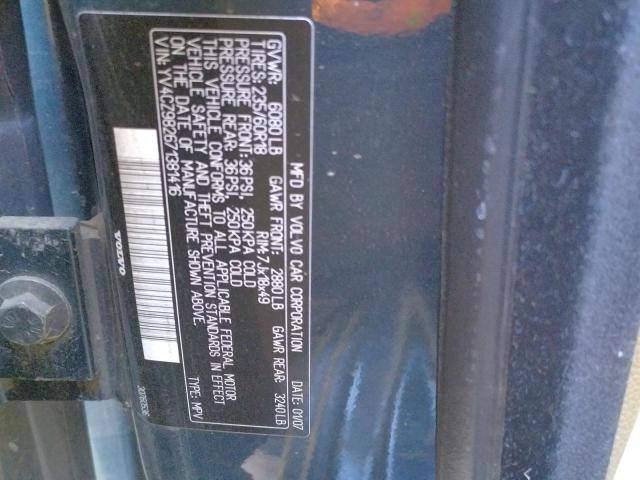 MFD BY VOLVO CAR CORPORATION DATE: 01/07
GVWR: 6080LB GAWR FRONT: 2880LB GAWR REAR: 3240LB
TIRES: 235/60R18 RIM: 7Jx18x49
PRESSURE FRONT: 36PSI, 250KPA COLD
PRESSURE REAR: 36PSI, 250KPA COLD
THIS VEHICLE CONFORMS TO ALL APPLICABLE FEDERAL MOTOR
VEHICLE SAFETY AND THEFT PREVENTION STANDARDS IN EFFECT
ON THE DATE OF MANUFACTURE SHOWN ABOVE.
VIN: YV4CZ982671381416 TYPE: MPV
VOLVO